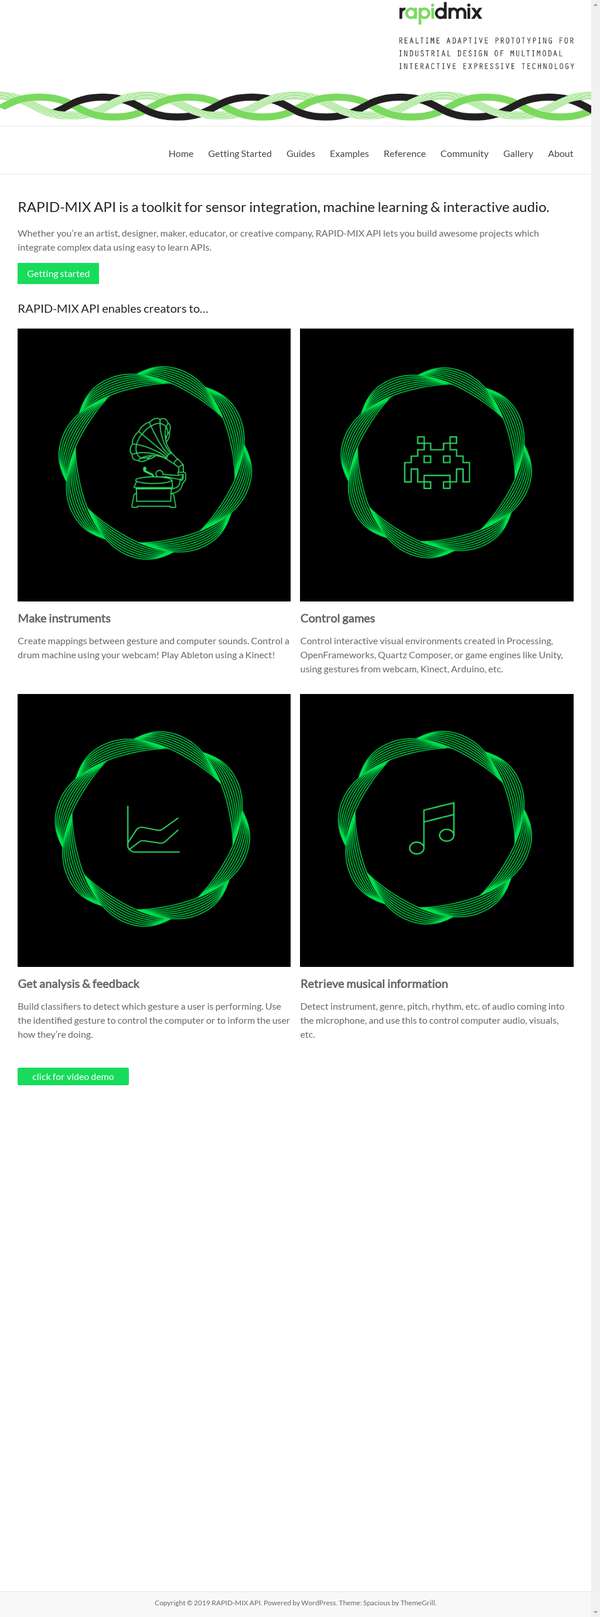 rapidmix
REALTIME ADAPTIVE PROTOTYPING FOR
INDUSTRIAL DESIGN OF MULTIMODAL
INTERACTIVE EXPRESSIVE TECHNOLOGY
Home Getting Started Guides Examples Reference Community Gallery About
RAPID-MIX API is a toolkit for sensor integration, machine learning & interactive audio.
Whether you're an artist, designer, maker, educator, or creative company, RAPID-MIX API lets you build awesome projects which
integrate complex data using easy to learn APIs.
Getting started
RAPID-MIX API enables creators to...
Make instruments
Create mappings between gesture and computer sounds. Control a
drum machine using your webcam! Play Ableton using a Kinect!
Control games
Control interactive visual environments created in Processing,
OpenFrameworks, Quartz Composer, or game engines like Unity,
using gestures from webcam, Kinect, Arduino, etc.
Get analysis & feedback
Build classifiers to detect which gesture a user is performing. Use
the identified gesture to control the computer or to inform the user
how they're doing.
Retrieve musical information
Detect instrument, genre, pitch, rhythm, etc. of audio coming into
the microphone, and use this to control computer audio, visuals,
etc.
click for video demo
Copyright © 2019 RAPID-MIX API. Powered by WordPress. Theme: Spacious by ThemeGrill.